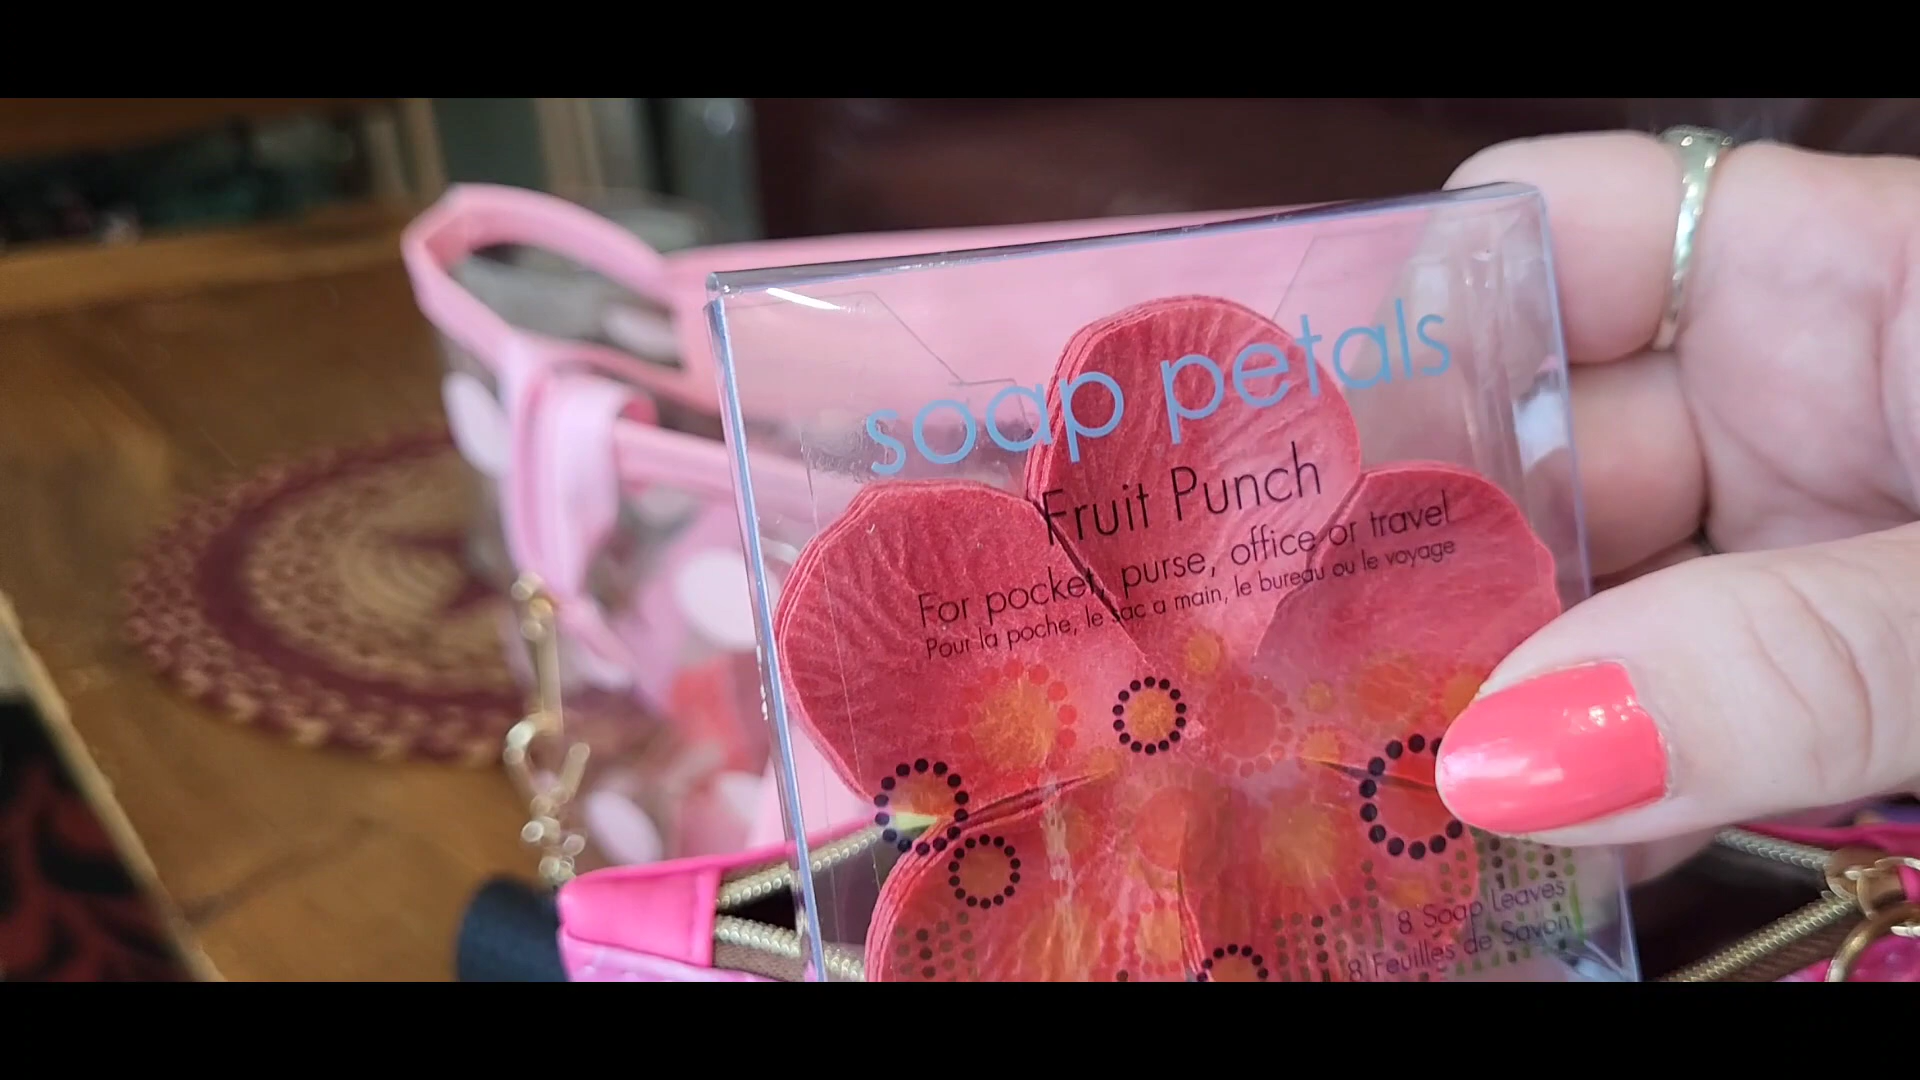 soap petals
Fruit Punch
For pocket, purse, office or travel
Pour la poche, le sac a main, le bureau ou le voyage
8 Soap Leaves
8 Feuilles de Savon